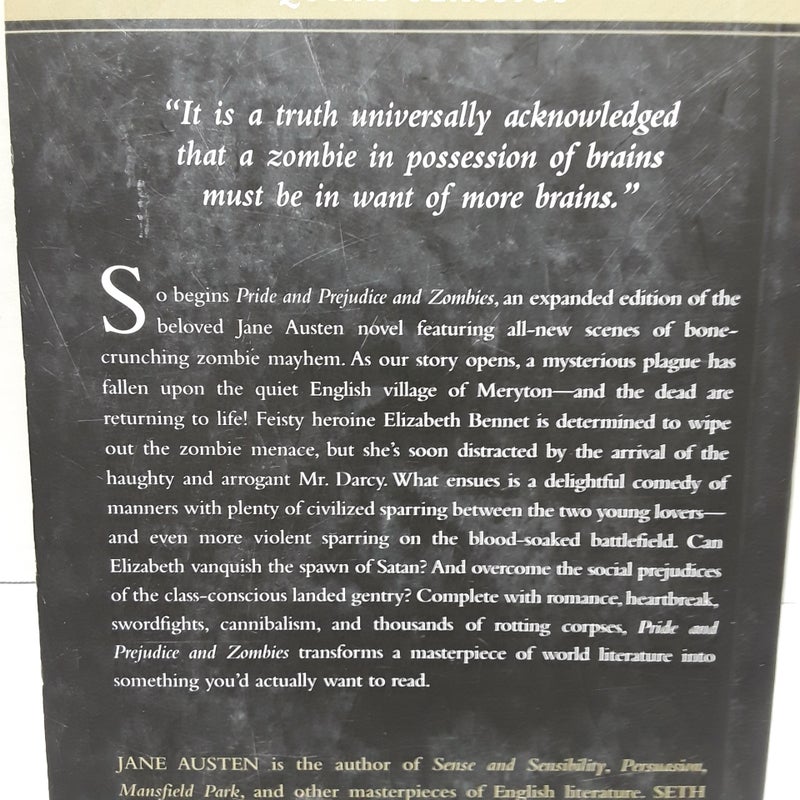 “It is a truth universally acknowledged
that a zombie in possession of brains
must be in want of more brains.”
So begins Pride and Prejudice and Zombies, an expanded edition of the
beloved Jane Austen novel featuring all-new scenes of bone-
crunching zombie mayhem. As our story opens, a mysterious plague has
fallen upon the quiet English village of Meryton—and the dead are
returning to life! Feisty heroine Elizabeth Bennet is determined to wipe
out the zombie menace, but she’s soon distracted by the arrival of the
haughty and arrogant Mr. Darcy. What ensues is a delightful comedy of
manners with plenty of civilized sparring between the two young lovers—
and even more violent sparring on the blood-soaked battlefield. Can
Elizabeth vanquish the spawn of Satan? And overcome the social prejudices
of the class-conscious landed gentry? Complete with romance, heartbreak,
swordfights, cannibalism, and thousands of rotting corpses, Pride and
Prejudice and Zombies transforms a masterpiece of world literature into
something you’d actually want to read.
JANE AUSTEN is the author of Sense and Sensibility, Persuasion,
Mansfield Park, and other masterpieces of English literature. SETH